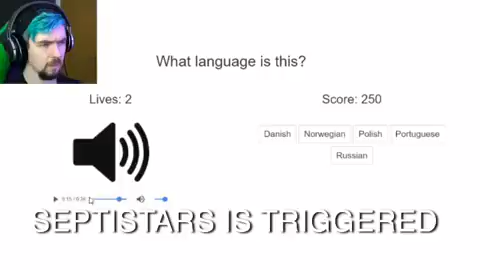 What language is this?
Lives: 2
Score: 250
Danish
Norwegian
Polish
Portuguese
Russian
SEPTISTARS IS TRIGGERED